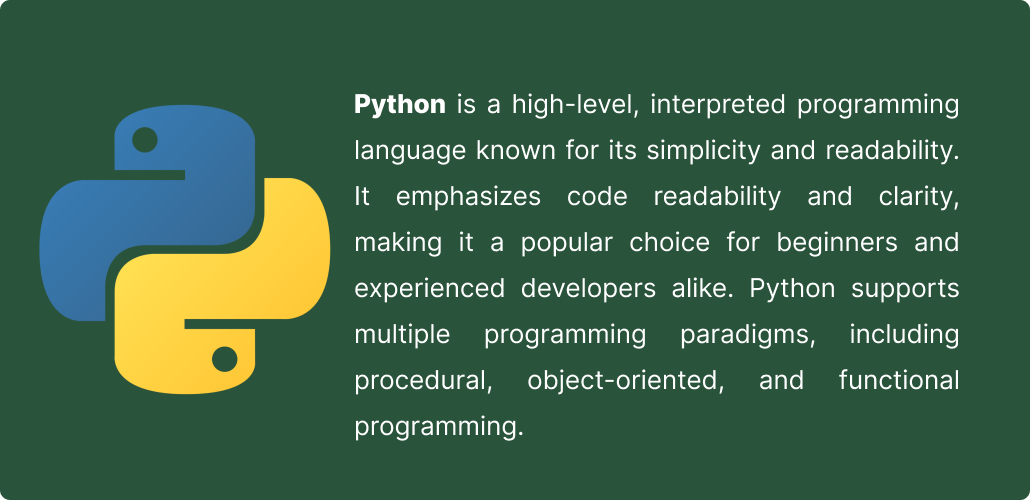 Python is a high-level, interpreted programming
language known for its simplicity and readability.
It emphasizes code readability and clarity,
making it a popular choice for beginners and
experienced developers alike. Python supports
multiple programming paradigms, including
procedural, object-oriented, and functional
programming.